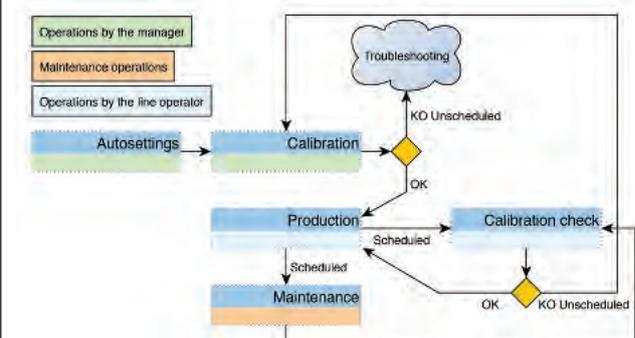 Operations by the manager
Maintenance operations
Operations by the line operator
Troubleshooting
KO Unscheduled
Autosettings
Calibration
OK
Production
Scheduled
Calibration check
Scheduled
Maintenance
OK
KO Unscheduled